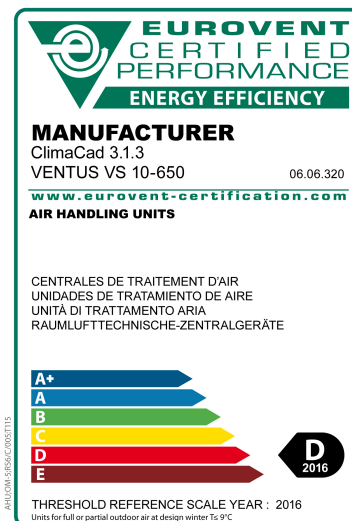 EUROVENT
CERTIFIED
PERFORMANCE
ENERGY EFFICIENCY
MANUFACTURER
ClimaCad 3.1.3
VENTUS VS 10-650 06.06.320
www.eurovent-certification.com
AIR HANDLING UNITS
CENTRALES DE TRAITEMENT D'AIR
UNIDADES DE TRATAMIENTO DE AIRE
UNITÀ DI TRATTAMENTO ARIA
RAUMLUFTTECHNISCHE-ZENTRALGERÄTE
A+
A
B
C
D
E
D
2016
THRESHOLD REFERENCE SCALE YEAR : 2016
Units for full or partial outdoor air at design winter T≤ 9°C
AHU/OM-5;RS6/C/005;T115